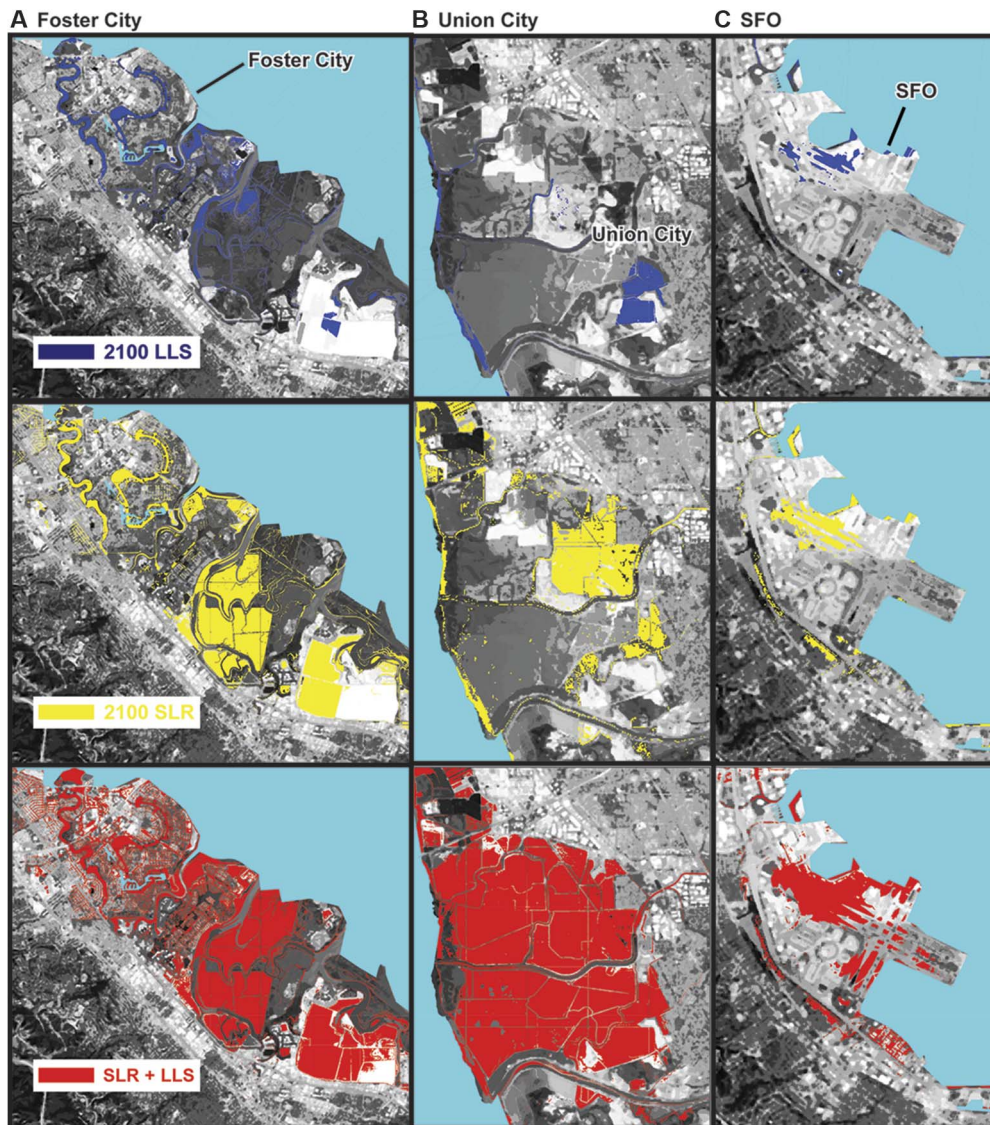 A Foster City
B Union City
C SFO
Foster City
SFO
Union City
2100 LLS
2100 SLR
SLR + LLS